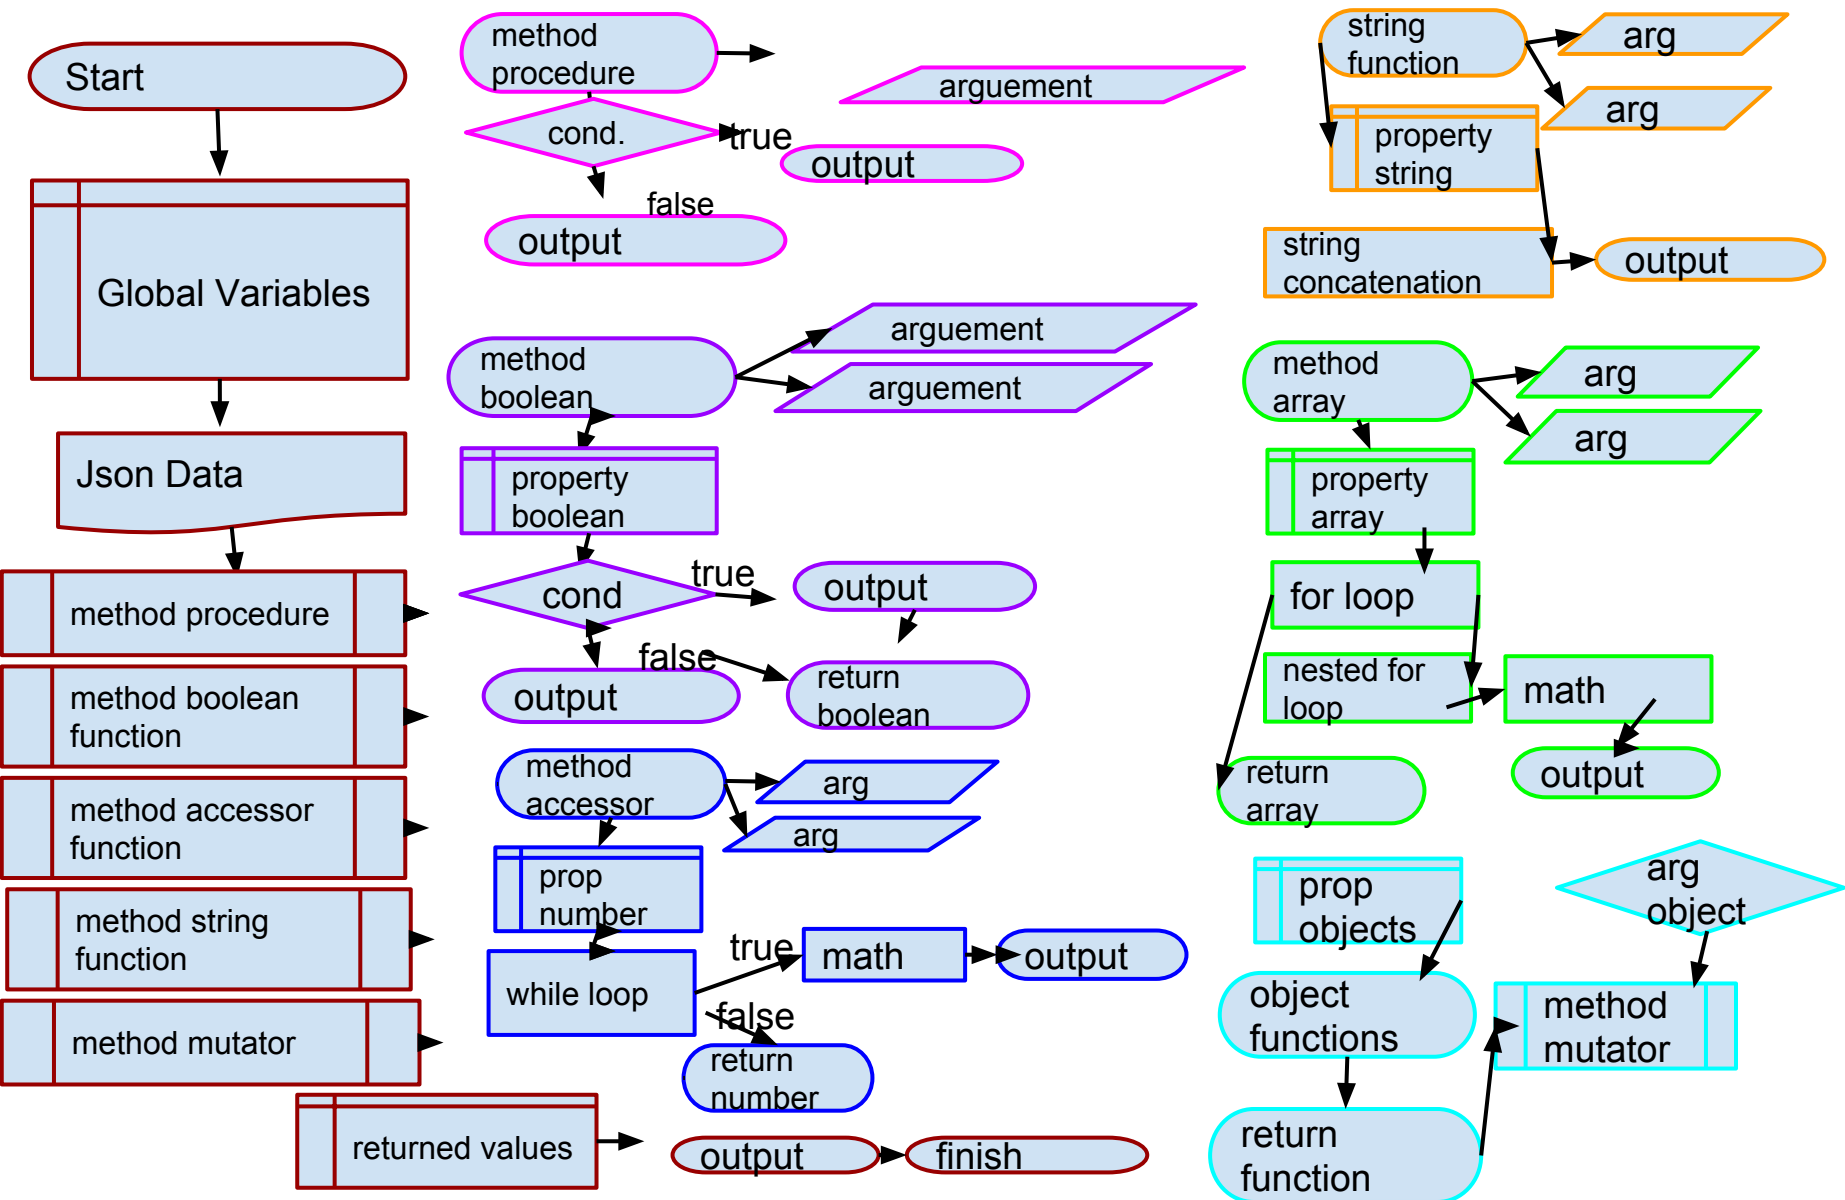 Start
Global Variables
Json Data
method procedure
method boolean
function
method accessor
function
method string
function
method mutator
returned values
output
finish
method
procedure
arguement
cond.
true
output
false
output
method
boolean
arguement
arguement
property
boolean
cond
true
output
false
output
return
boolean
method
accessor
arg
arg
prop
number
while loop
true
math
output
false
return
number
string
function
arg
arg
property
string
string
concatenation
output
method
array
arg
arg
property
array
for loop
nested for
loop
math
output
return
array
prop
objects
arg
object
object
functions
method
mutator
return
function